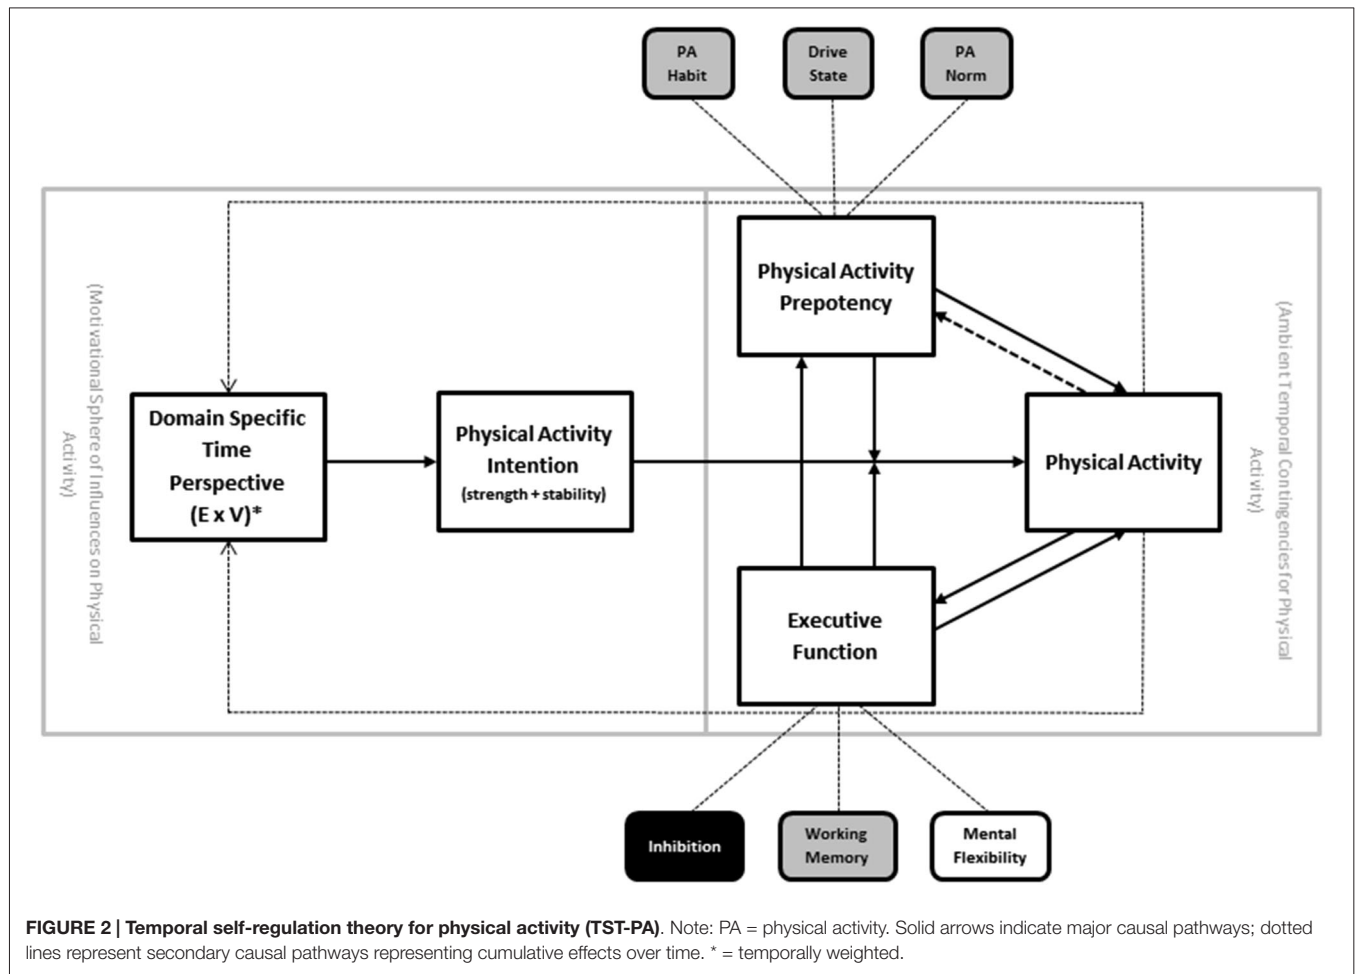 PA
Habit
Drive
State
PA
Norm
(Motivational Sphere of Influences on Physical
Activity)
Physical Activity
Prepotency
(Ambient Temporal Contingencies for Physical
Activity)
Domain Specific
Time
Perspective
(E x V)*
Physical Activity
Intention
(strength + stability)
Physical Activity
Executive
Function
Inhibition
Working
Memory
Mental
Flexibility
FIGURE 2 | Temporal self-regulation theory for physical activity (TST-PA). Note: PA = physical activity. Solid arrows indicate major causal pathways; dotted
lines represent secondary causal pathways representing cumulative effects over time. * = temporally weighted.